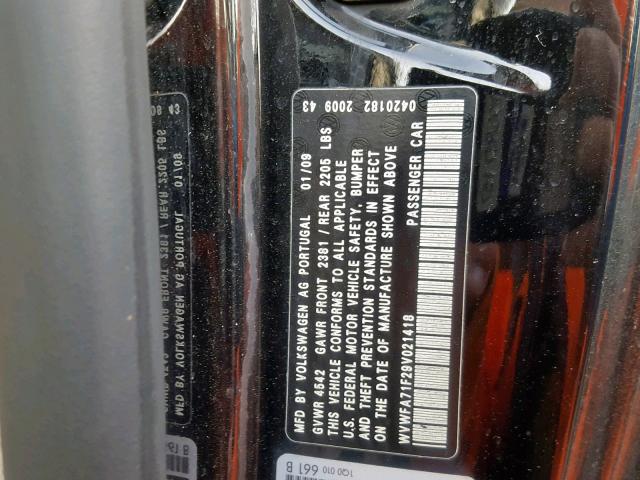 0420182 2009 43
MFD BY VOLKSWAGEN AG PORTUGAL 01/09
GVWR 4542 GAWR FRONT 2381 / REAR 2205 LBS
THIS VEHICLE CONFORMS TO ALL APPLICABLE
U.S. FEDERAL MOTOR VEHICLE SAFETY, BUMPER
AND THEFT PREVENTION STANDARDS IN EFFECT
ON THE DATE OF MANUFACTURE SHOWN ABOVE
WVWFA71F29V021418 PASSENGER CAR
1Q0 010 661 B